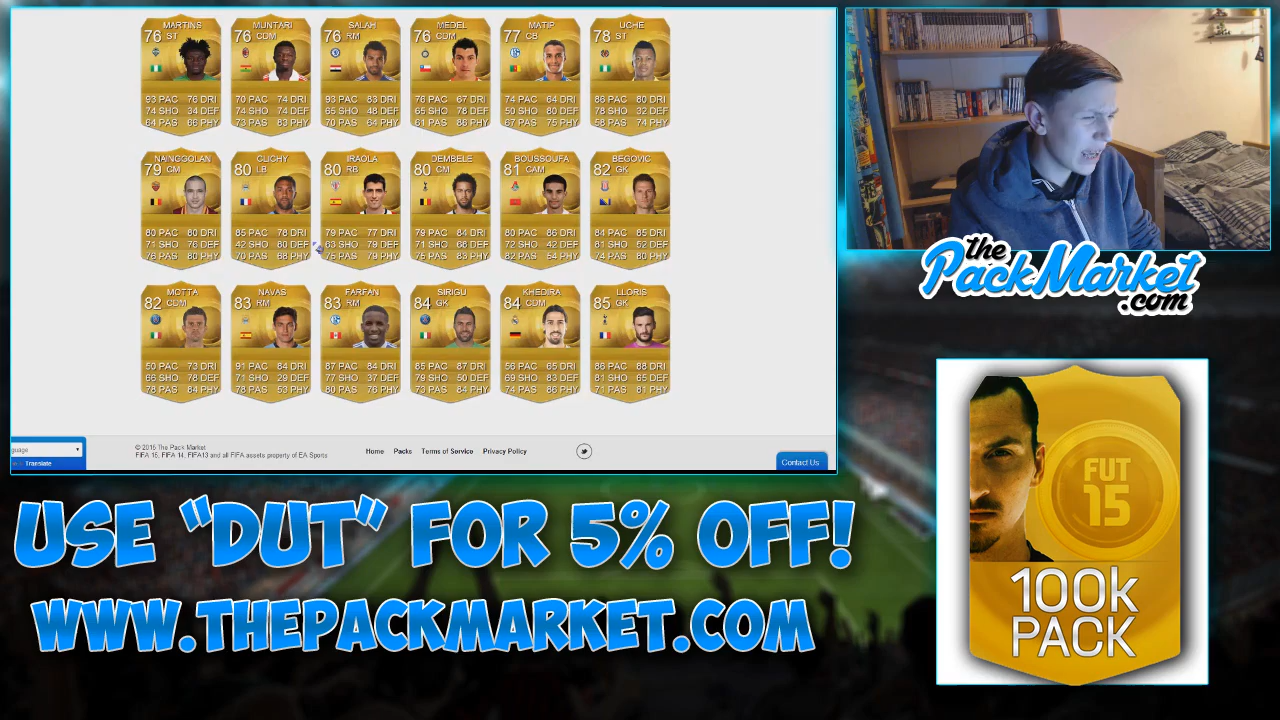 MARTINS MUNTARI SALAH MEDEL MATIP UCHE
76 ST 76 CDM 76 RM 76 CDM 77 CB 78 ST
93 PAC 76 DRI 70 PAC 74 DRI 93 PAC 83 DRI 76 PAC 67 DRI 74 PAC 64 DRI 86 PAC 80 DRI
74 SHO 34 DEF 74 SHO 74 DEF 65 SHO 48 DEF 65 SHO 78 DEF 50 SHO 80 DEF 78 SHO 32 DEF
64 PAS 66 PHY 73 PAS 83 PHY 70 PAS 64 PHY 61 PAS 86 PHY 67 PAS 75 PHY 58 PAS 74 PHY
NAINGGOLAN CLICHY IRAOLA DEMBELE BOUSSOUFA BEGOVIC
79 CM 80 LB 80 RB 80 CM 81 CAM 82 GK
80 PAC 80 DRI 85 PAC 78 DRI 79 PAC 77 DRI 79 PAC 84 DRI 80 PAC 86 DRI 84 PAC 85 DRI
71 SHO 76 DEF 42 SHO 80 DEF 63 SHO 79 DEF 71 SHO 68 DEF 72 SHO 42 DEF 81 SHO 52 DEF
76 PAS 80 PHY 70 PAS 68 PHY 75 PAS 79 PHY 75 PAS 83 PHY 82 PAS 54 PHY 74 PAS 80 PHY
MOTTA NAVAS FARFAN SIRIGU KHEDIRA LLORIS
82 CDM 83 RM 83 RM 84 GK 84 CDM 85 GK
50 PAC 73 DRI 91 PAC 84 DRI 87 PAC 84 DRI 85 PAC 87 DRI 56 PAC 65 DRI 86 PAC 88 DRI
66 SHO 78 DEF 71 SHO 29 DEF 77 SHO 37 DEF 79 SHO 50 DEF 69 SHO 83 DEF 81 SHO 65 DEF
78 PAS 84 PHY 78 PAS 53 PHY 80 PAS 76 PHY 73 PAS 84 PHY 74 PAS 86 PHY 71 PAS 81 PHY
© 2015 The Pack Market
FIFA 15, FIFA 14, FIFA13 and all FIFA assets property of EA Sports
Home Packs Terms of Service Privacy Policy
Translate
Contact Us
the
PackMarket
.com
USE "DUT" FOR 5% OFF!
WWW.THEPACKMARKET.COM
FUT
15
100k
PACK